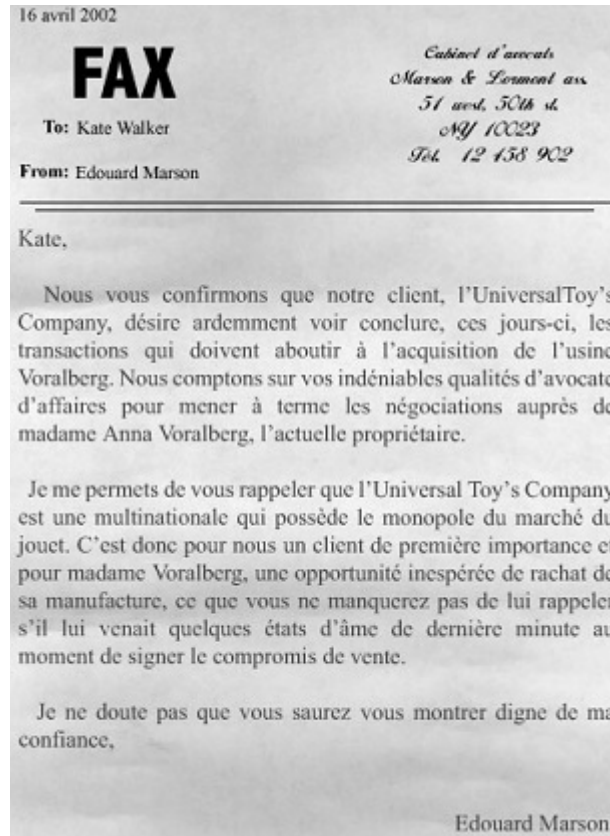 16 avril 2002
FAX
Cabinet d'avocats
Marson & Lormont ass.
51 west, 50th st.
NY 10023
Tél. 12 458 902
To: Kate Walker
From: Edouard Marson
Kate,
Nous vous confirmons que notre client, l'UniversalToy's
Company, désire ardemment voir conclure, ces jours-ci, les
transactions qui doivent aboutir à l'acquisition de l'usine
Voralberg. Nous comptons sur vos indéniables qualités d'avocate
d'affaires pour mener à terme les négociations auprès de
madame Anna Voralberg, l'actuelle propriétaire.
Je me permets de vous rappeler que l'Universal Toy's Company
est une multinationale qui possède le monopole du marché du
jouet. C'est donc pour nous un client de première importance et
pour madame Voralberg, une opportunité inespérée de rachat de
sa manufacture, ce que vous ne manquerez pas de lui rappeler
s'il lui venait quelques états d'âme de dernière minute au
moment de signer le compromis de vente.
Je ne doute pas que vous saurez vous montrer digne de ma
confiance,
Edouard Marson